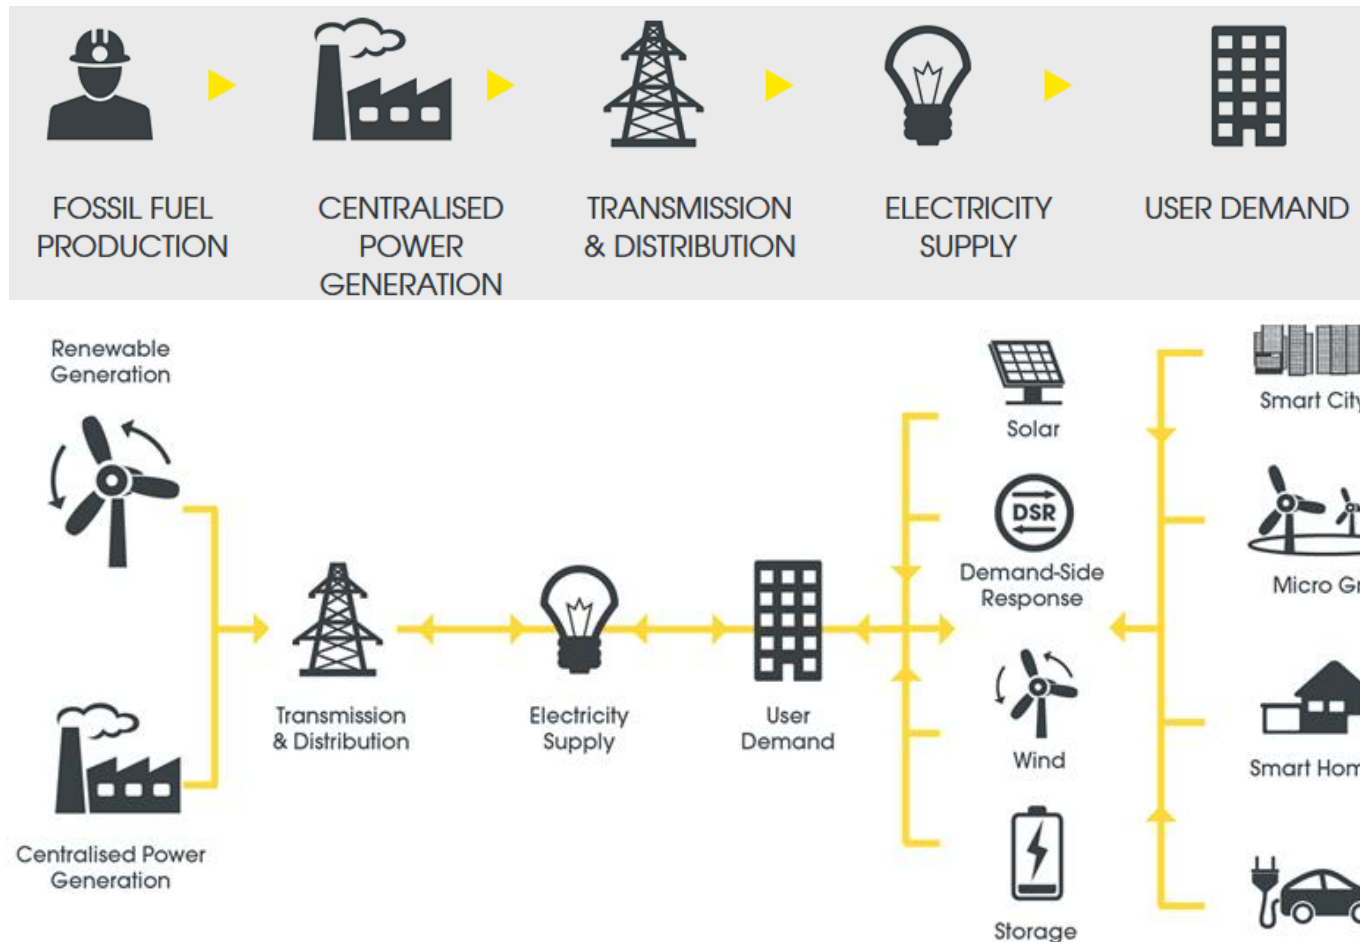 FOSSIL FUEL
PRODUCTION
CENTRALISED
POWER
GENERATION
TRANSMISSION
& DISTRIBUTION
ELECTRICITY
SUPPLY
USER DEMAND
Renewable
Generation
Centralised Power
Generation
Transmission
& Distribution
Electricity
Supply
User
Demand
Solar
DSR
Demand-Side
Response
Wind
Storage
Smart City
Micro Gr
Smart Hom